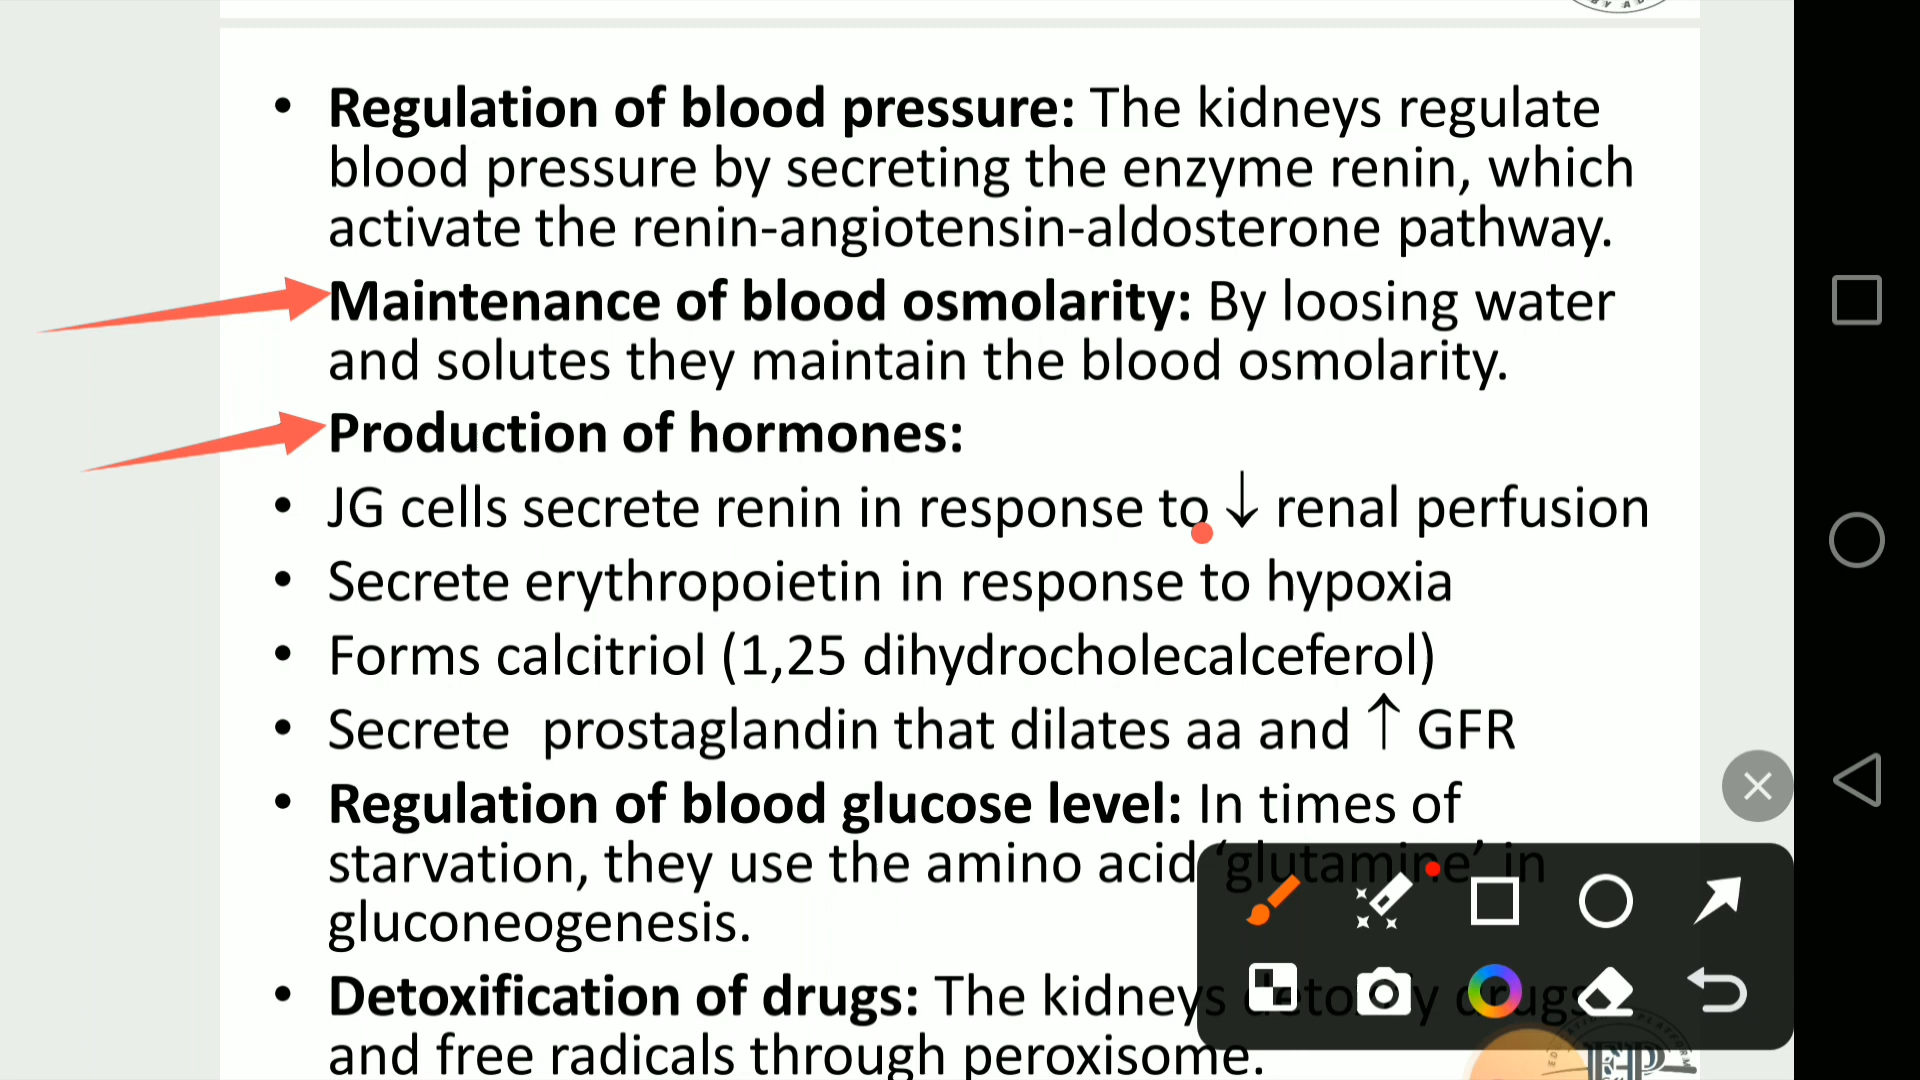 • Regulation of blood pressure: The kidneys regulate
blood pressure by secreting the enzyme renin, which
activate the renin-angiotensin-aldosterone pathway.
Maintenance of blood osmolarity: By loosing water
and solutes they maintain the blood osmolarity.
Production of hormones:
• JG cells secrete renin in response to ↓ renal perfusion
• Secrete erythropoietin in response to hypoxia
• Forms calcitriol (1,25 dihydrocholecalceferol)
• Secrete prostaglandin that dilates aa and ↑ GFR
• Regulation of blood glucose level: In times of
starvation, they use the amino acid ‘glutamine’ in
gluconeogenesis.
• Detoxification of drugs: The kidneys detoxify drugs
and free radicals through peroxisome.